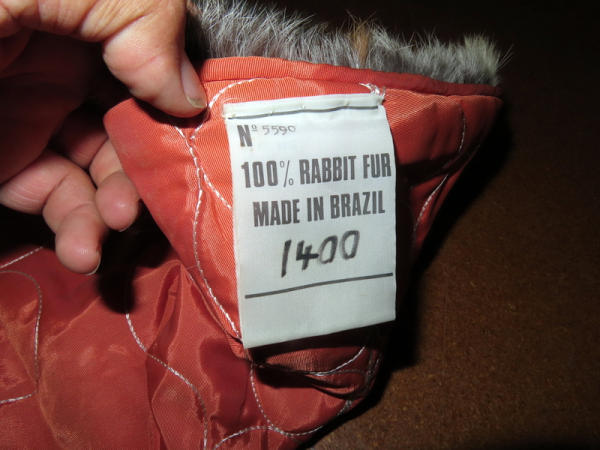 Nº 5590
100% RABBIT FUR
MADE IN BRAZIL
1400